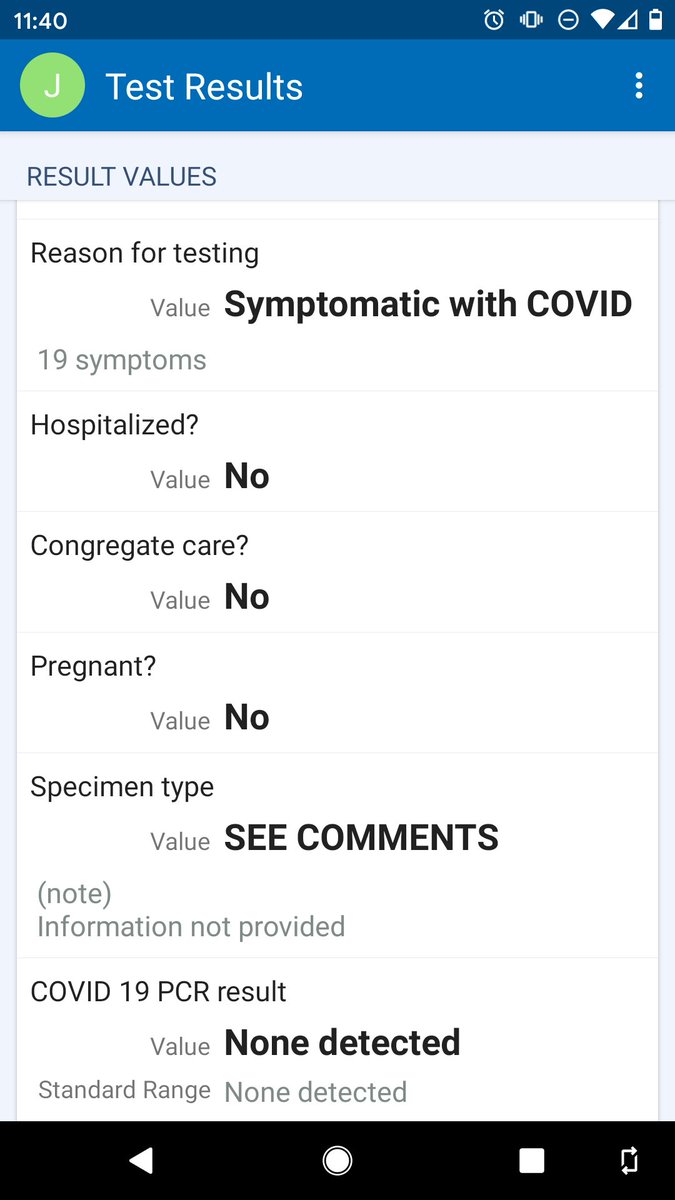 11:40
J
Test Results
RESULT VALUES
Reason for testing
Value Symptomatic with COVID
19 symptoms
Hospitalized?
Value No
Congregate care?
Value No
Pregnant?
Value No
Specimen type
Value SEE COMMENTS
(note)
Information not provided
COVID 19 PCR result
Value None detected
Standard Range None detected